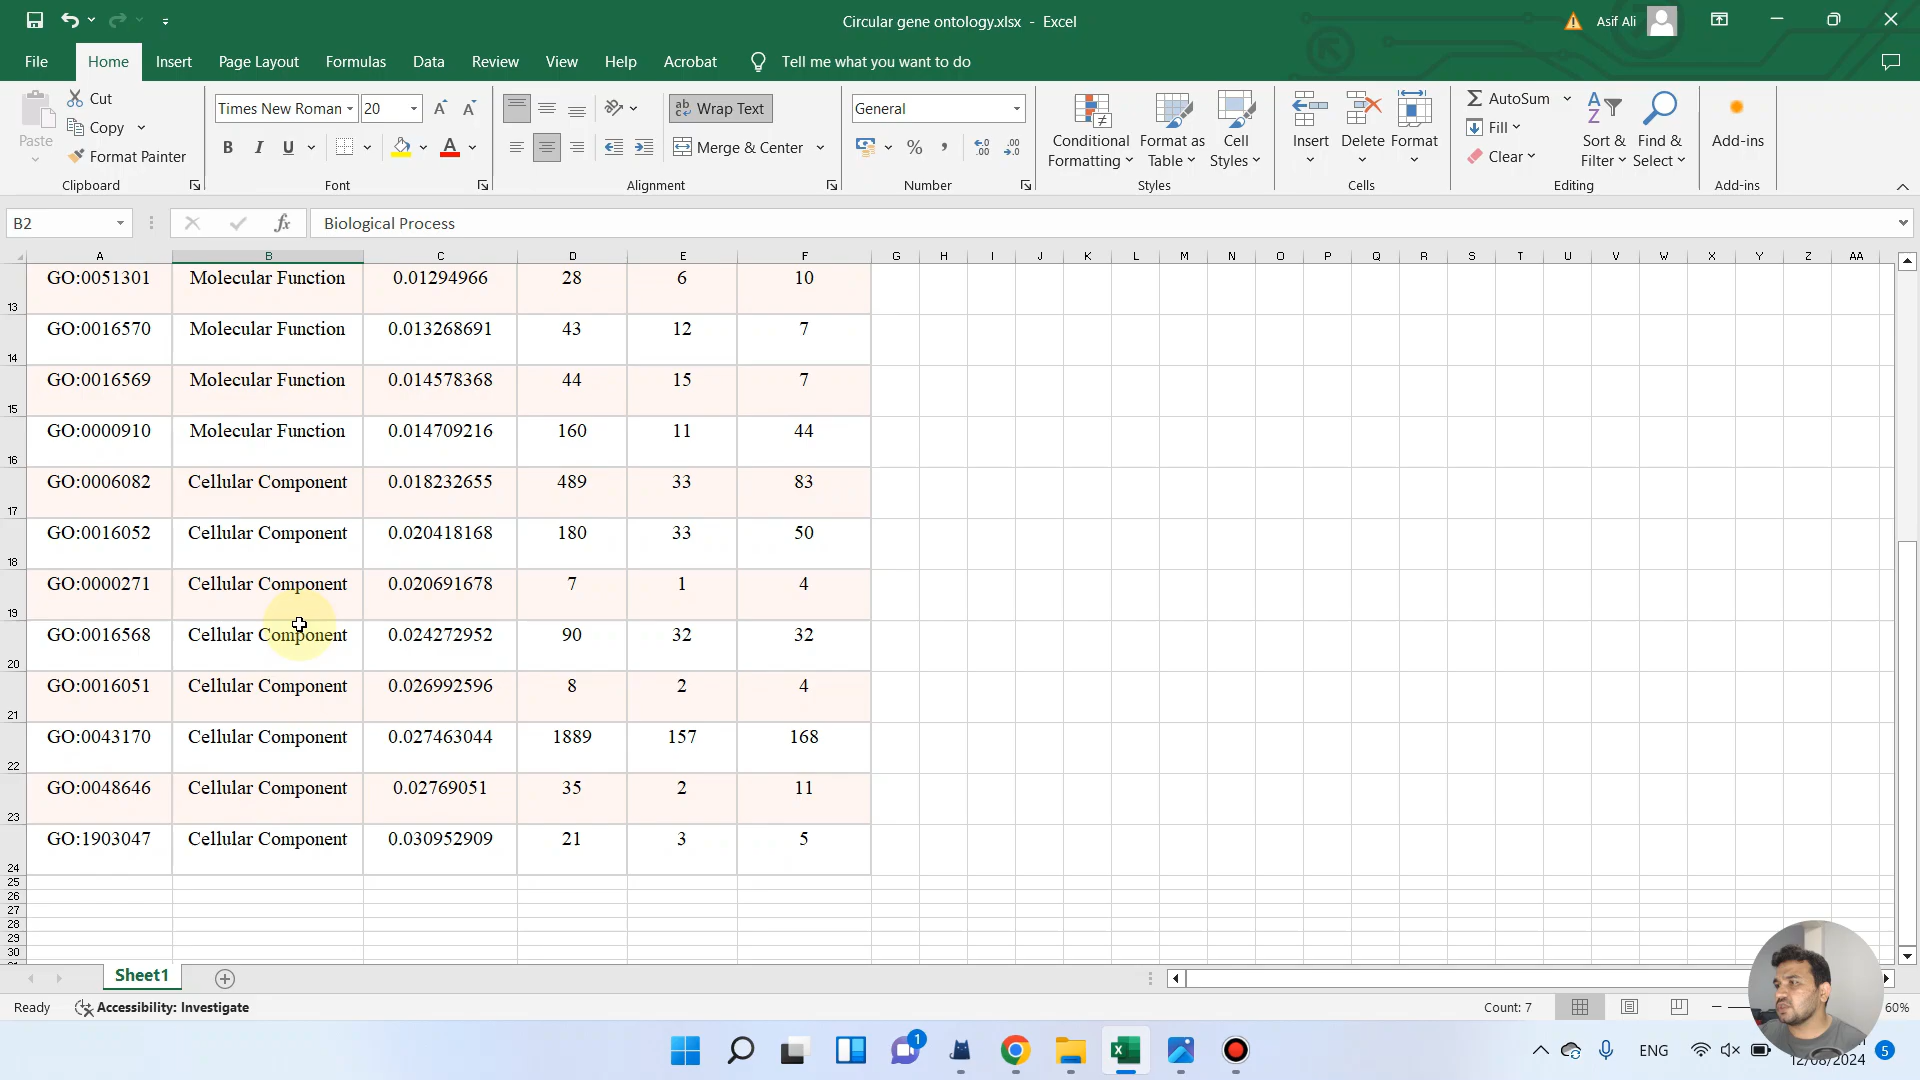 Circular gene ontology.xlsx - Excel
Asif Ali
File Home Insert Page Layout Formulas Data Review View Help Acrobat Tell me what you want to do
Paste
Cut
Copy
Format Painter
Clipboard
Times New Roman 20
B I U A
Font
ab Wrap Text
Merge & Center
Alignment
General
% ,
Number
Conditional Formatting
Format as Table
Cell Styles
Styles
Insert Delete Format
Cells
AutoSum
Fill
Clear
Sort & Filter
Find & Select
Editing
Add-ins
Add-ins
B2 fx Biological Process
A B C D E F G H I J K L M N O P Q R S T U V W X Y Z AA
13 GO:0051301 Molecular Function 0.01294966 28 6 10
14 GO:0016570 Molecular Function 0.013268691 43 12 7
15 GO:0016569 Molecular Function 0.014578368 44 15 7
16 GO:0000910 Molecular Function 0.014709216 160 11 44
17 GO:0006082 Cellular Component 0.018232655 489 33 83
18 GO:0016052 Cellular Component 0.020418168 180 33 50
19 GO:0000271 Cellular Component 0.020691678 7 1 4
20 GO:0016568 Cellular Component 0.024272952 90 32 32
21 GO:0016051 Cellular Component 0.026992596 8 2 4
22 GO:0043170 Cellular Component 0.027463044 1889 157 168
23 GO:0048646 Cellular Component 0.02769051 35 2 11
24 GO:1903047 Cellular Component 0.030952909 21 3 5
25
26
27
28
29
30
Sheet1
Ready Accessibility: Investigate Count: 7 60%
1 ENG 5
12/08/2024